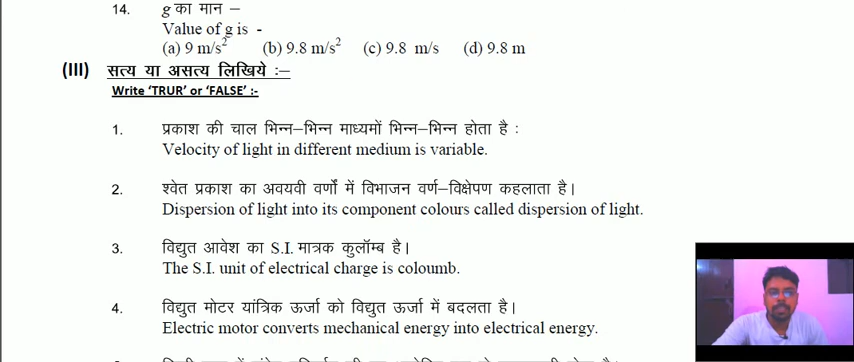 14. g का मान –
Value of g is -
(a) 9 m/s² (b) 9.8 m/s² (c) 9.8 m/s (d) 9.8 m
(III) सत्य या असत्य लिखिये :–
Write ‘TRUR’ or ‘FALSE’ :-
1. प्रकाश की चाल भिन्न–भिन्न माध्यमों भिन्न–भिन्न होता है :
Velocity of light in different medium is variable.
2. श्वेत प्रकाश का अवयवी वर्णों में विभाजन वर्ण–विक्षेपण कहलाता है।
Dispersion of light into its component colours called dispersion of light.
3. विद्युत आवेश का S.I. मात्रक कुलॉम्ब है।
The S.I. unit of electrical charge is coloumb.
4. विद्युत मोटर यांत्रिक ऊर्जा को विद्युत ऊर्जा में बदलता है।
Electric motor converts mechanical energy into electrical energy.